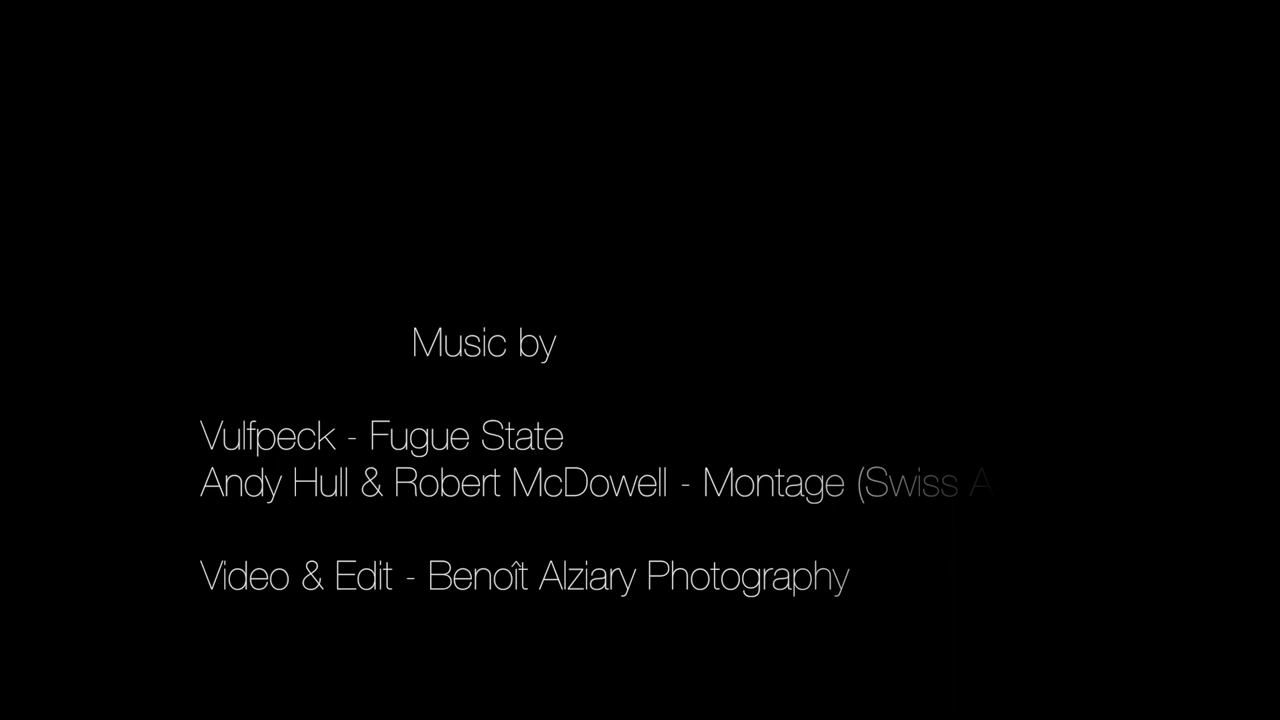 Music by
Vulfpeck - Fugue State
Andy Hull & Robert McDowell - Montage (Swiss A
Video & Edit - Benoît Alziary Photography